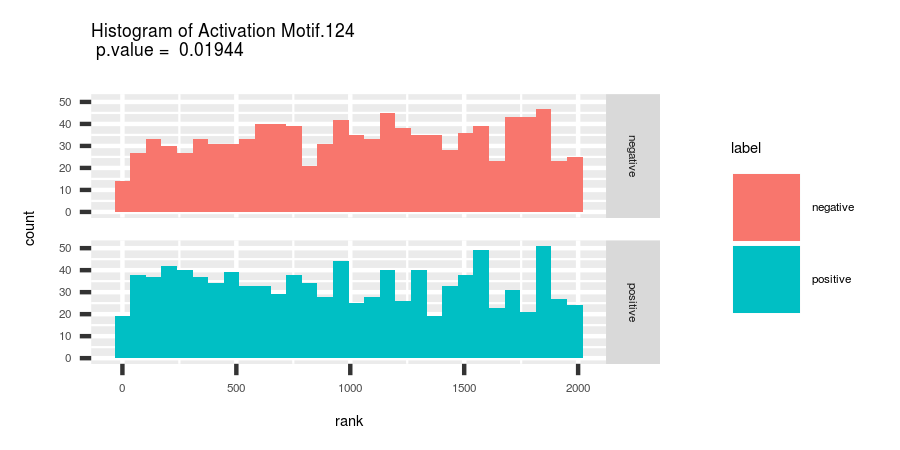 Histogram of Activation Motif.124
p.value =  0.01944
count
50
40
30
20
10
0
negative
50
40
30
20
10
0
positive
0 500 1000 1500 2000
rank
label
negative
positive